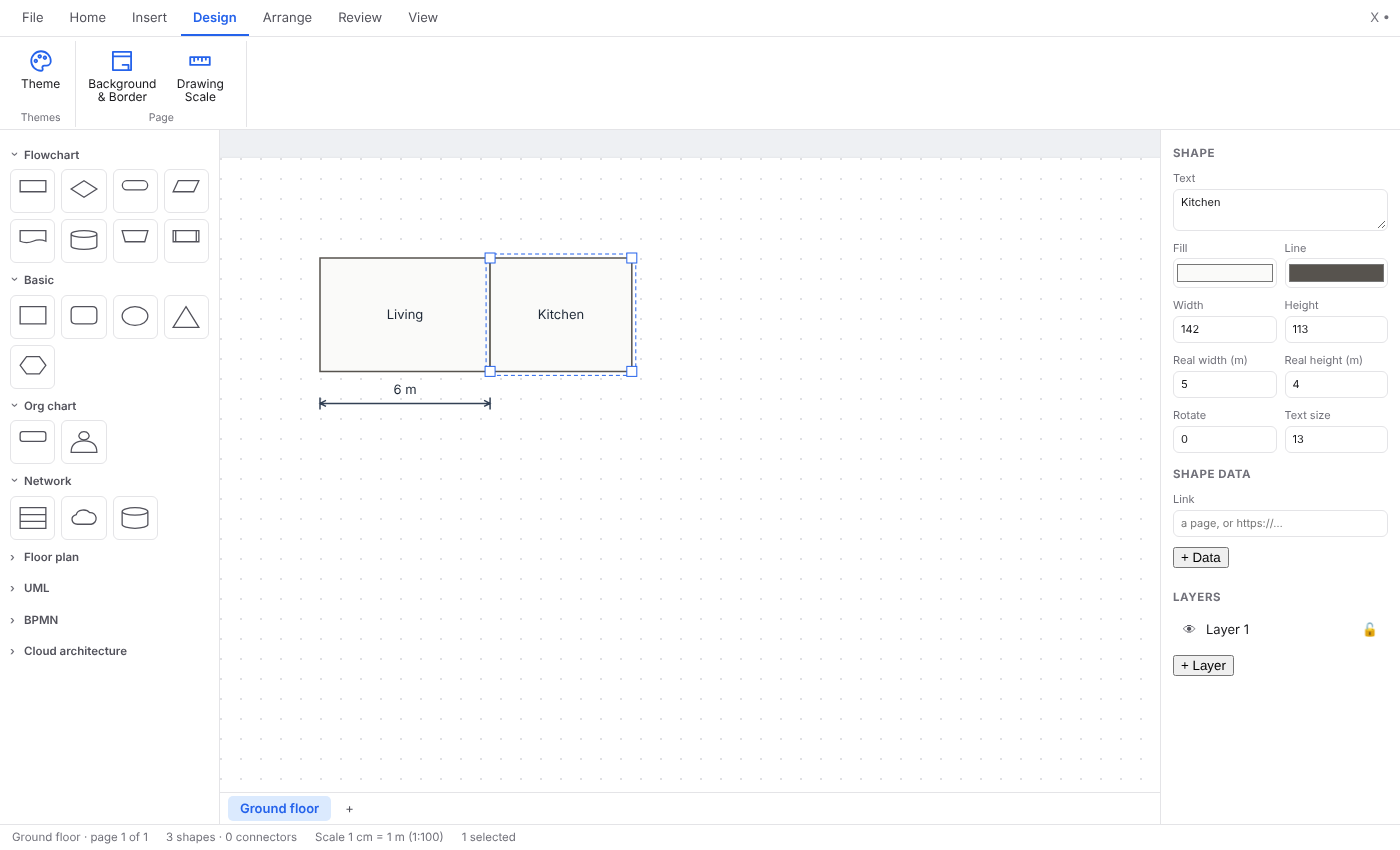 File Home Insert Design Arrange Review View X •
Theme
Background
& Border
Drawing
Scale
Themes
Page
Flowchart
Basic
Org chart
Network
Floor plan
UML
BPMN
Cloud architecture
Living
Kitchen
6 m
Ground floor +
SHAPE
Text
Kitchen
Fill Line
Width Height
142 113
Real width (m) Real height (m)
5 4
Rotate Text size
0 13
SHAPE DATA
Link
a page, or https://...
+ Data
LAYERS
Layer 1
+ Layer
Ground floor · page 1 of 1 3 shapes · 0 connectors Scale 1 cm = 1 m (1:100) 1 selected